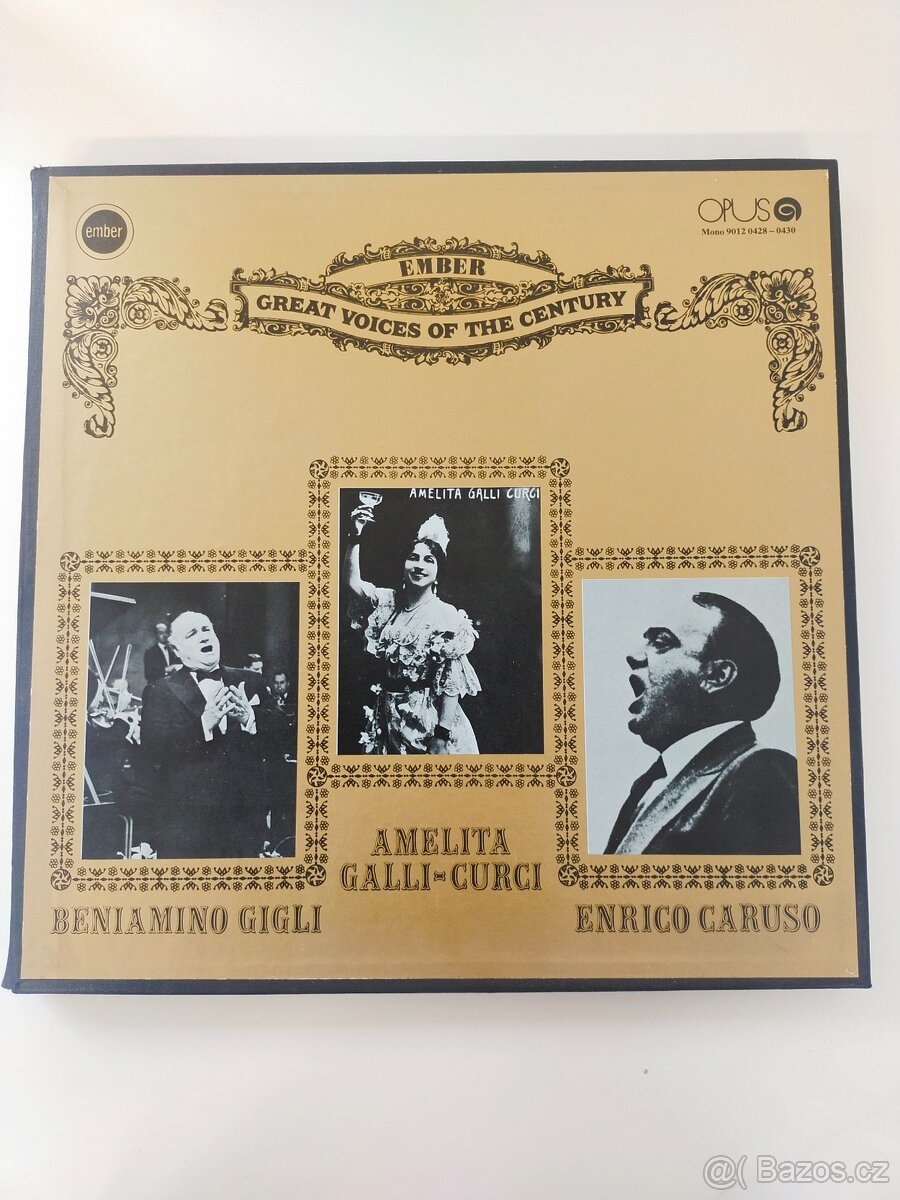 ember
OPUS
Mono 9012 0428 – 0430
EMBER
GREAT VOICES OF THE CENTURY
AMELITA GALLI CURCI
AMELITA
GALLI-CURCI
BENIAMINO GIGLI
ENRICO CARUSO
@( Bazos.cz